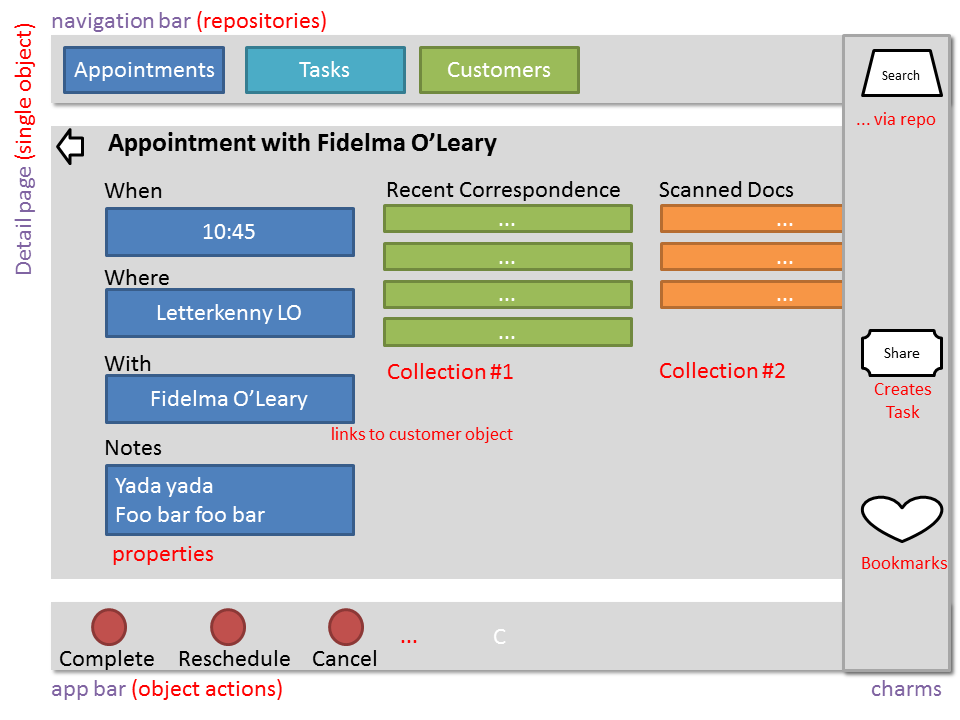 navigation bar (repositories)
Detail page (single object)
Appointments
Tasks
Customers
Search
... via repo
Appointment with Fidelma O’Leary
When
10:45
Where
Letterkenny LO
With
Fidelma O’Leary
links to customer object
Notes
Yada yada
Foo bar foo bar
properties
Recent Correspondence
...
...
...
...
Collection #1
Scanned Docs
...
...
...
Collection #2
Share
Creates
Task
Bookmarks
Complete
Reschedule
Cancel
...
C
app bar (object actions)
charms